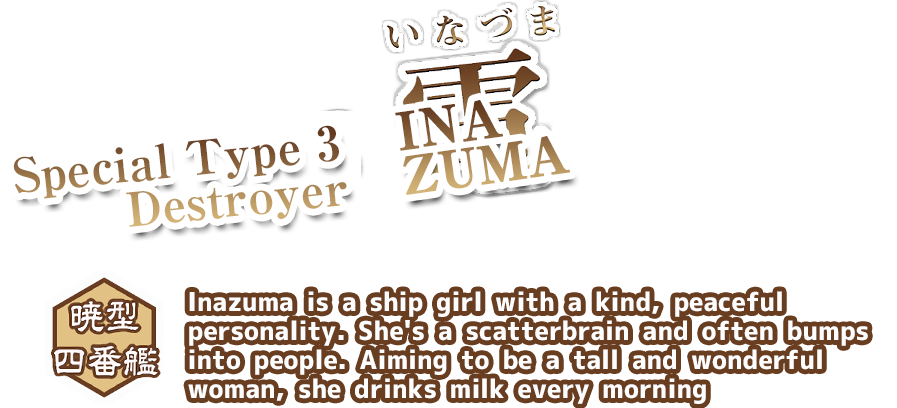 いなづま
電
INA
ZUMA
Special Type 3
Destroyer
暁型
四番艦
Inazuma is a ship girl with a kind, peaceful
personality. She's a scatterbrain and often bumps
into people. Aiming to be a tall and wonderful
woman, she drinks milk every morning